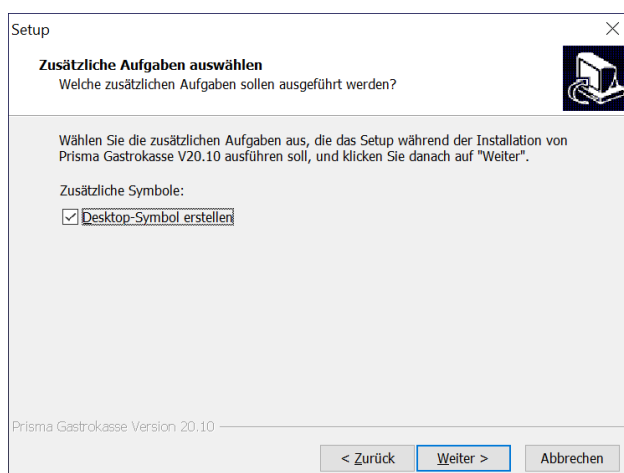 Setup
Zusätzliche Aufgaben auswählen
Welche zusätzlichen Aufgaben sollen ausgeführt werden?
Wählen Sie die zusätzlichen Aufgaben aus, die das Setup während der Installation von
Prisma Gastrokasse V20.10 ausführen soll, und klicken Sie danach auf "Weiter".
Zusätzliche Symbole:
Desktop-Symbol erstellen
Prisma Gastrokasse Version 20.10
< Zurück
Weiter >
Abbrechen